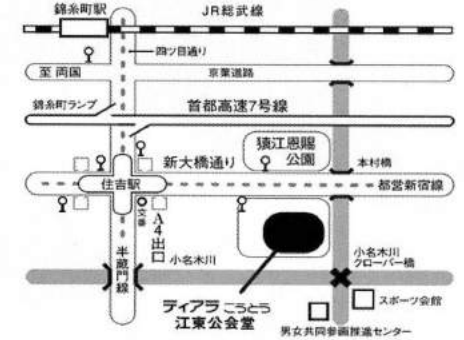 錦糸町駅
JR総武線
四ツ目通り
至 両国
京葉道路
錦糸町ランプ
首都高速7号線
猿江恩賜
公園
新大橋通り
本村橋
住吉駅
都営新宿線
交番
A4出口
半蔵門線
小名木川
小名木川
クローバー橋
ティアラ こうとう
江東公会堂
スポーツ会館
男女共同参画推進センター